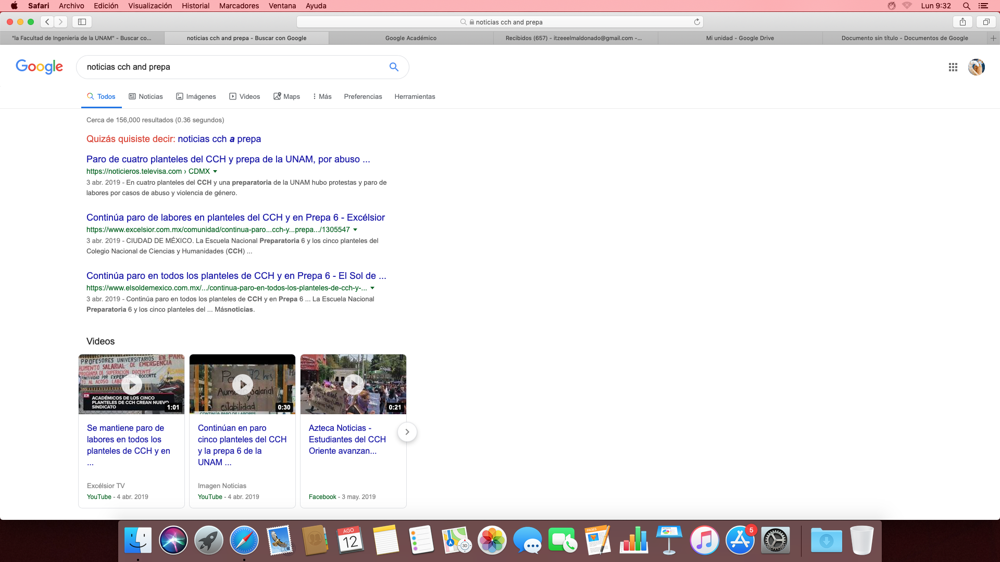 Safari Archivo Edición Visualización Historial Marcadores Ventana Ayuda Lun 9:32
noticias cch and prepa
"la Facultad de Ingenieria de la UNAM" - Buscar co... noticias cch and prepa - Buscar con Google Google Académico Recibidos (657) - itzeeelmaldonado@gmail.com -... Mi unidad - Google Drive Documento sin título - Documentos de Google
Google noticias cch and prepa
Todos Noticias Imágenes Videos Maps Más Preferencias Herramientas
Cerca de 156,000 resultados (0.36 segundos)
Quizás quisiste decir: noticias cch a prepa
Paro de cuatro planteles del CCH y prepa de la UNAM, por abuso ...
https://noticieros.televisa.com › CDMX
3 abr. 2019 - En cuatro planteles del CCH y una preparatoria de la UNAM hubo protestas y paro de
labores por casos de abuso y violencia de género.
Continúa paro de labores en planteles del CCH y en Prepa 6 - Excélsior
https://www.excelsior.com.mx/comunidad/continua-paro...cch-y...prepa.../1305547
3 abr. 2019 - CIUDAD DE MÉXICO. La Escuela Nacional Preparatoria 6 y los cinco planteles del
Colegio Nacional de Ciencias y Humanidades (CCH) ...
Continúa paro en todos los planteles de CCH y en Prepa 6 - El Sol de ...
https://www.elsoldemexico.com.mx/.../continua-paro-en-todos-los-planteles-de-cch-y-...
3 abr. 2019 - Continúa paro en todos los planteles de CCH y en Prepa 6 ... La Escuela Nacional
Preparatoria 6 y los cinco planteles del ... Másnoticias.
Videos
PROFESORES UNIVERSITARIOS EN PARO
AUMENTO SALARIAL DE EMERGENCIA
PROGRAMA DE SUPERACIÓN DOCENTE
ACADÉMICOS DE LOS CINCO
PLANTELES DE CCH CREAN NUEVO
SINDICATO
1:01
Se mantiene paro de
labores en todos los
planteles de CCH y en
...
Excélsior TV
YouTube - 4 abr. 2019
72 hrs
Salarial
estabilidad
CONTINÚA PARO DE LABORES
0:30
Continúan en paro
cinco planteles del CCH
y la prepa 6 de la
UNAM ...
Imagen Noticias
YouTube - 4 abr. 2019
0:21
Azteca Noticias -
Estudiantes del CCH
Oriente avanzan...
Facebook - 3 may. 2019
AGO
12
3D
PAGES
5